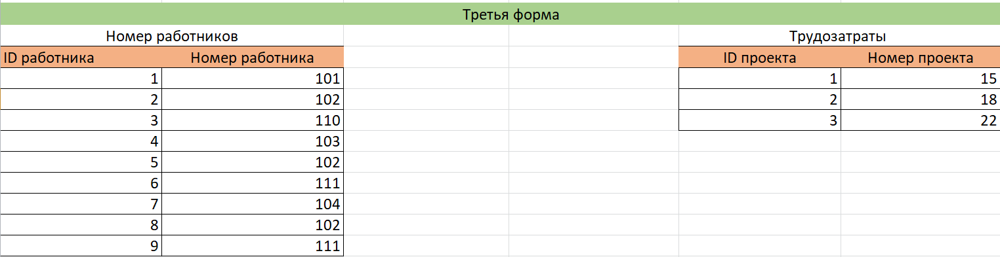 Третья форма
Номер работников Трудозатраты
ID работника Номер работника ID проекта Номер проекта
1 101 1 15
2 102 2 18
3 110 3 22
4 103
5 102
6 111
7 104
8 102
9 111